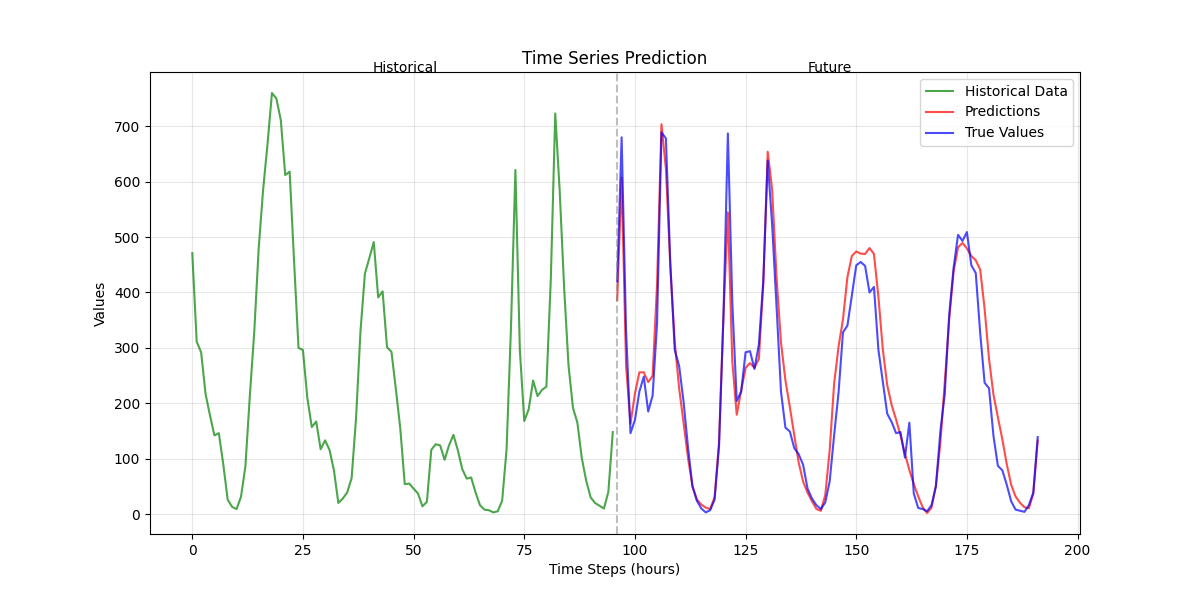 Time Series Prediction
Historical
Future
Historical Data
Predictions
True Values
Values
700
600
500
400
300
200
100
0
0
25
50
75
100
125
150
175
200
Time Steps (hours)